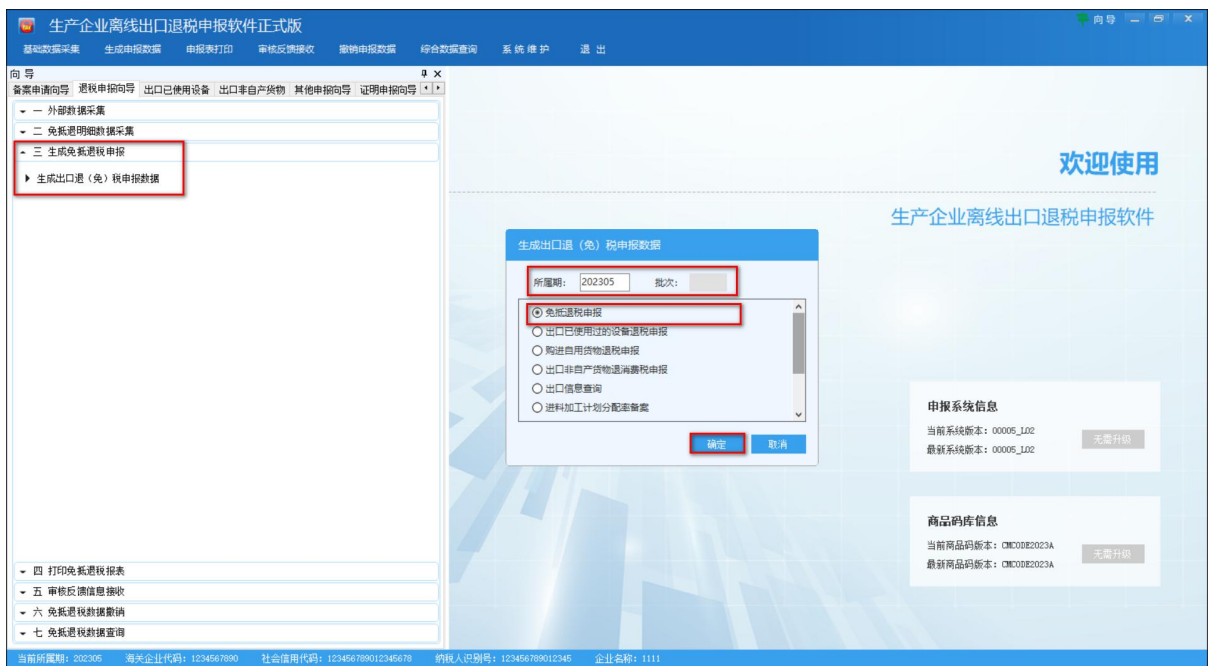 生产企业离线出口退税申报软件正式版
向导
基础数据采集 生成申报数据 申报表打印 审核反馈接收 撤销申报数据 综合数据查询 系统维护 退出
向导
备案申请向导 退税申报向导 出口已使用设备 出口非自产货物 其他申报向导 证明申报向导
一 外部数据采集
二 免抵退明细数据采集
三 生成免抵退税申报
生成出口退（免）税申报数据
四 打印免抵退税报表
五 审核反馈信息接收
六 免抵退税数据撤销
七 免抵退税数据查询
欢迎使用
生产企业离线出口退税申报软件
生成出口退（免）税申报数据
所属期： 202305 批次：
免抵退税申报
出口已使用过的设备退税申报
购进自用货物退税申报
出口非自产货物退消费税申报
出口信息查询
进料加工计划分配率备案
确定 取消
申报系统信息
当前系统版本：00005_L02
最新系统版本：00005_L02
无需升级
商品码库信息
当前商品码版本：CMCODE2023A
最新商品码版本：CMCODE2023A
无需升级
当前所属期：202305 海关企业代码：1234567890 社会信用代码：123456789012345678 纳税人识别号：123456789012345 企业名称：1111